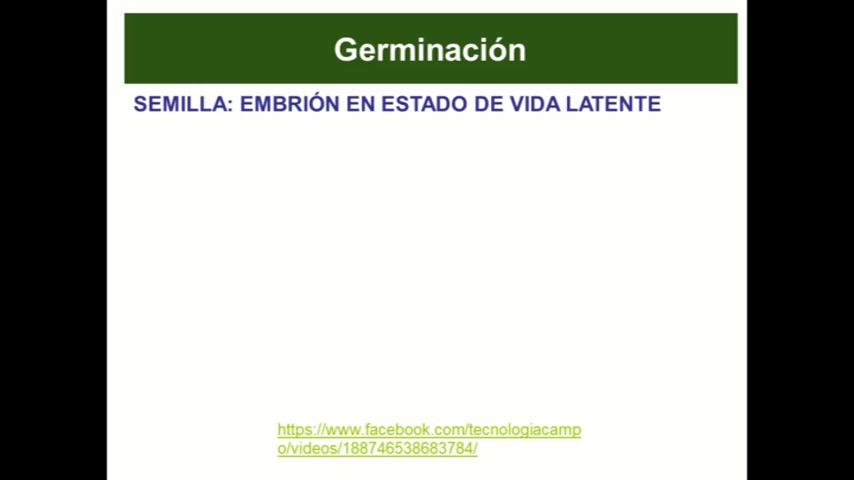 Germinación
SEMILLA: EMBRIÓN EN ESTADO DE VIDA LATENTE
https://www.facebook.com/tecnologiacamp
o/videos/188746538683784/